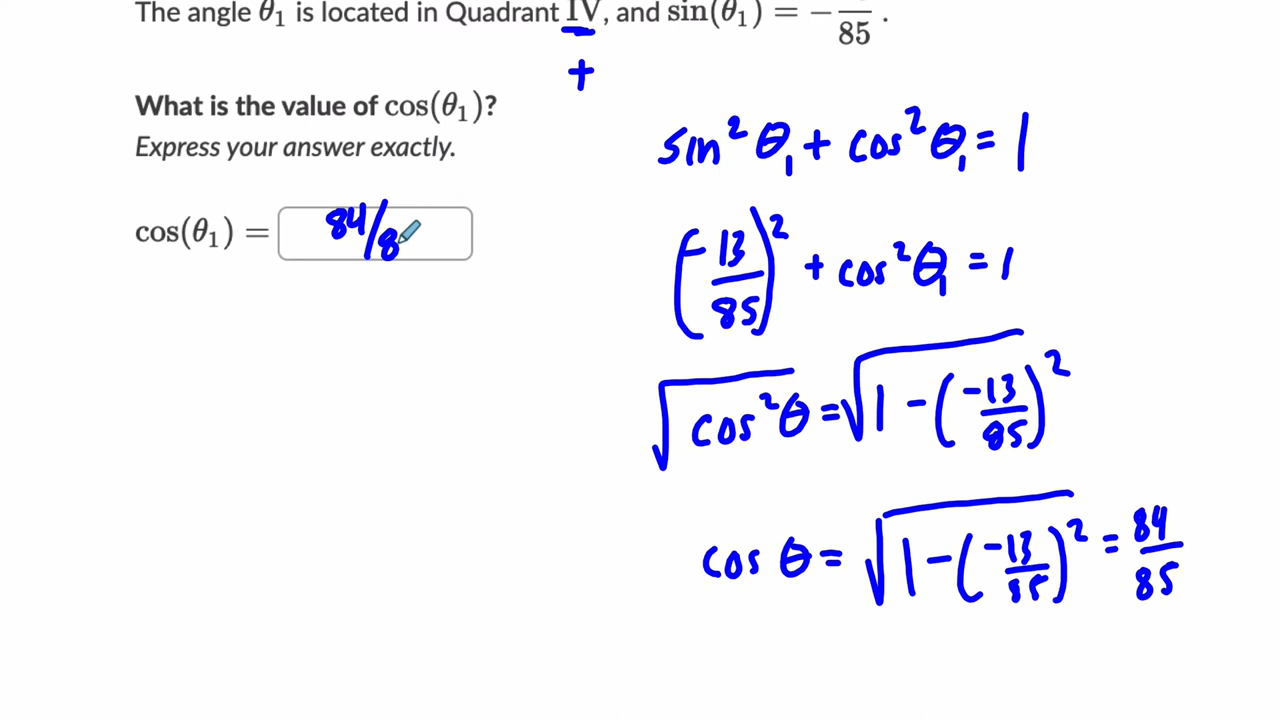 The angle θ₁ is located in Quadrant IV, and sin(θ₁) = − /85 .
+
What is the value of cos(θ₁)?
Express your answer exactly.
cos(θ₁) = 84/8
sin²θ₁ + cos²θ₁ = 1
(−13/85)² + cos²θ₁ = 1
√cos²θ = √1 − (−13/85)²
cos θ = √1 − (−13/85)² = 84/85